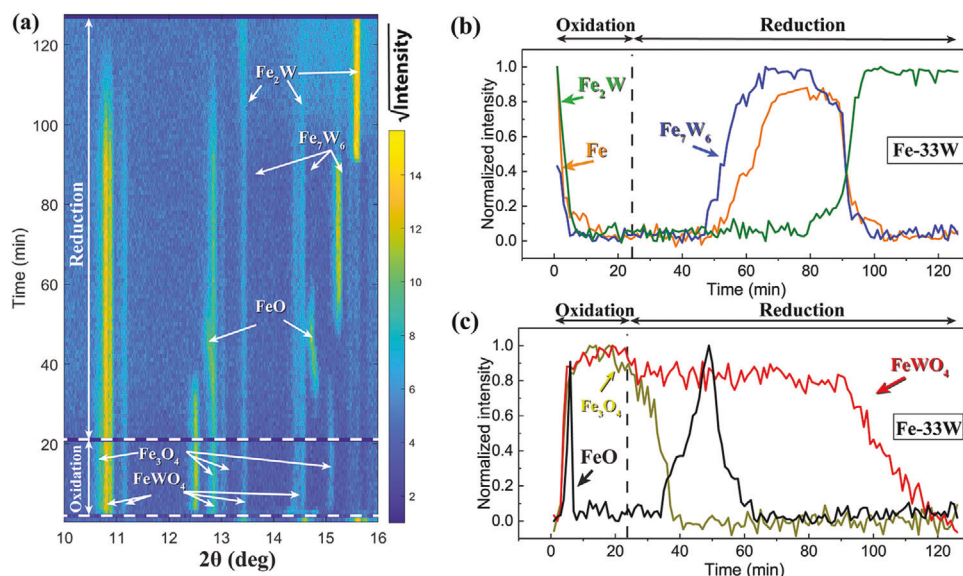 (a)
120
100
80
60
40
20
Time (min)
Reduction
Oxidation
Fe2W
Fe7W6
FeO
Fe3O4
FeWO4
10 11 12 13 14 15 16
2θ (deg)
√Intensity
14
12
10
8
6
4
2
(b)
Oxidation Reduction
Normalized intensity
1.0
0.8
0.6
0.4
0.2
0.0
Fe2W
Fe
Fe7W6
Fe-33W
0 20 40 60 80 100 120
Time (min)
(c)
Oxidation Reduction
Normalized intensity
1.0
0.8
0.6
0.4
0.2
0.0
FeWO4
Fe3O4
FeO
Fe-33W
0 20 40 60 80 100 120
Time (min)